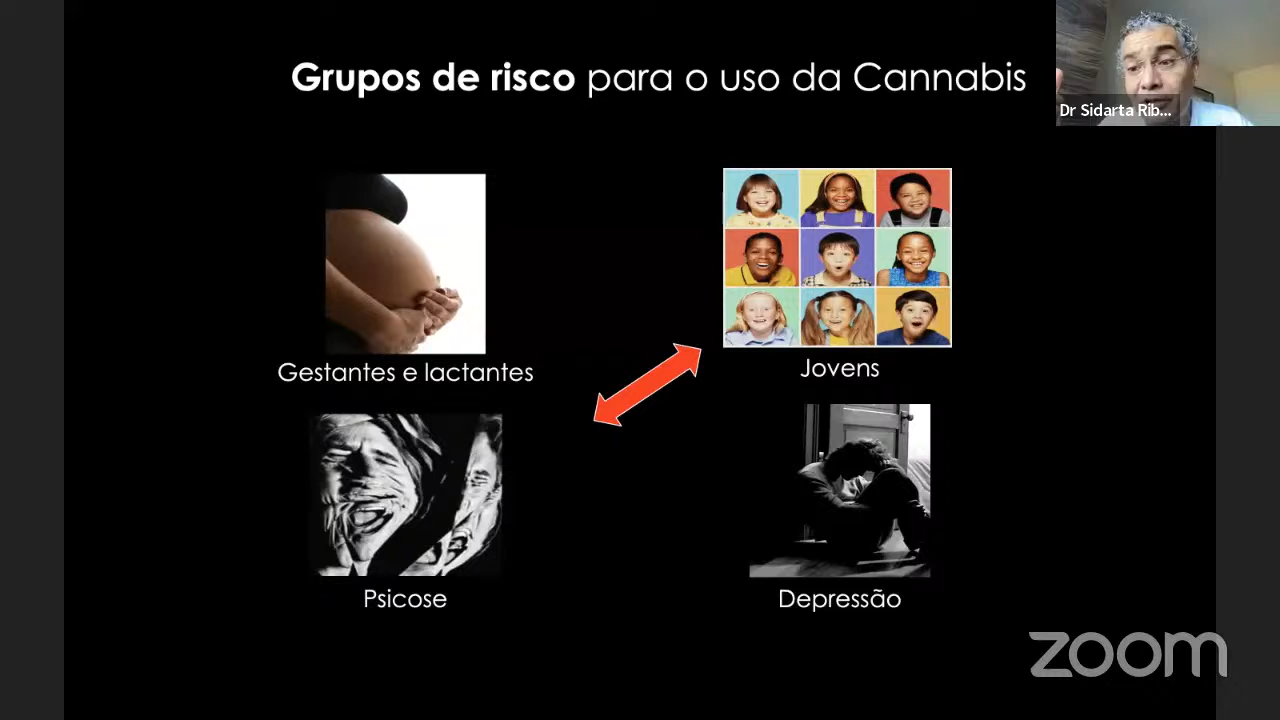 Grupos de risco para o uso da Cannabis
Dr Sidarta Rib...
Gestantes e lactantes
Jovens
Psicose
Depressão
zoom